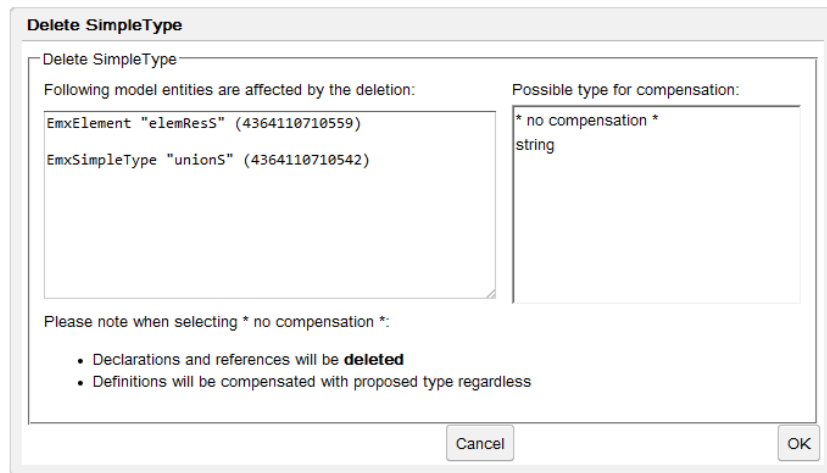 Delete SimpleType
Delete SimpleType
Following model entities are affected by the deletion:
EmxElement "elemResS" (4364110710559)
EmxSimpleType "unionS" (4364110710542)
Possible type for compensation:
* no compensation *
string
Please note when selecting * no compensation *:
• Declarations and references will be deleted
• Definitions will be compensated with proposed type regardless
Cancel
OK